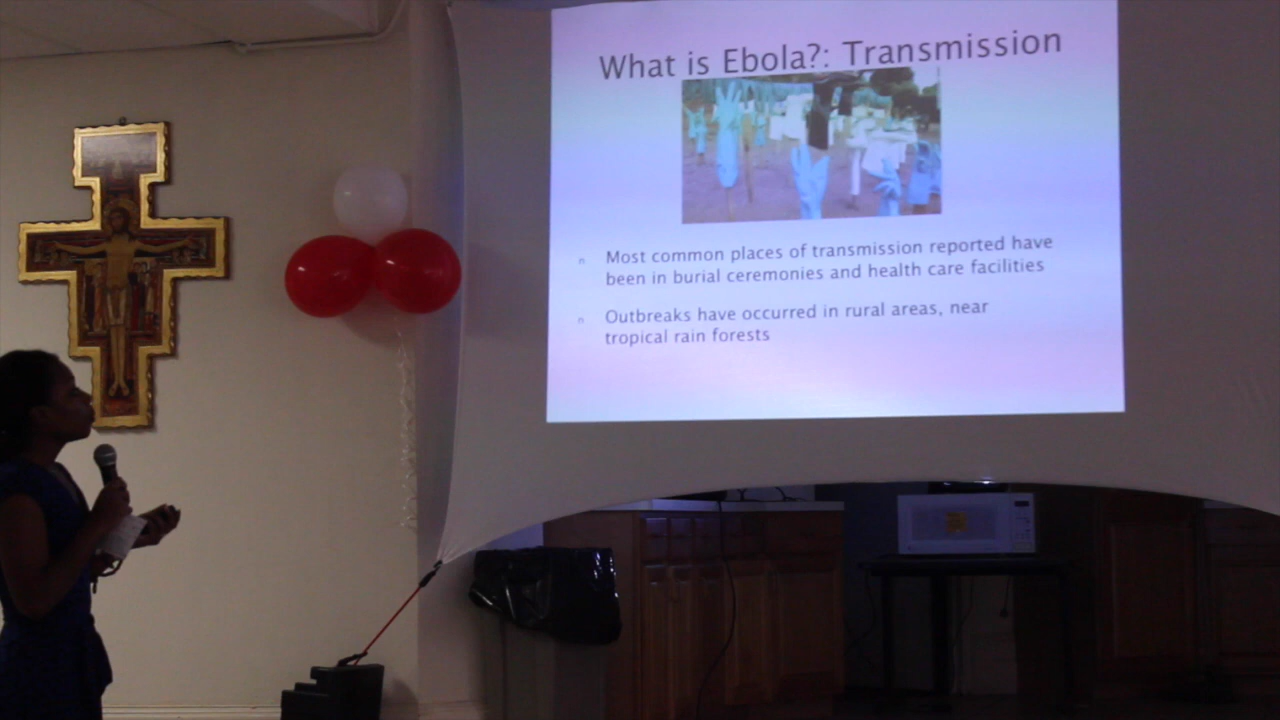 What is Ebola?: Transmission
Most common places of transmission reported have
been in burial ceremonies and health care facilities
Outbreaks have occurred in rural areas, near
tropical rain forests